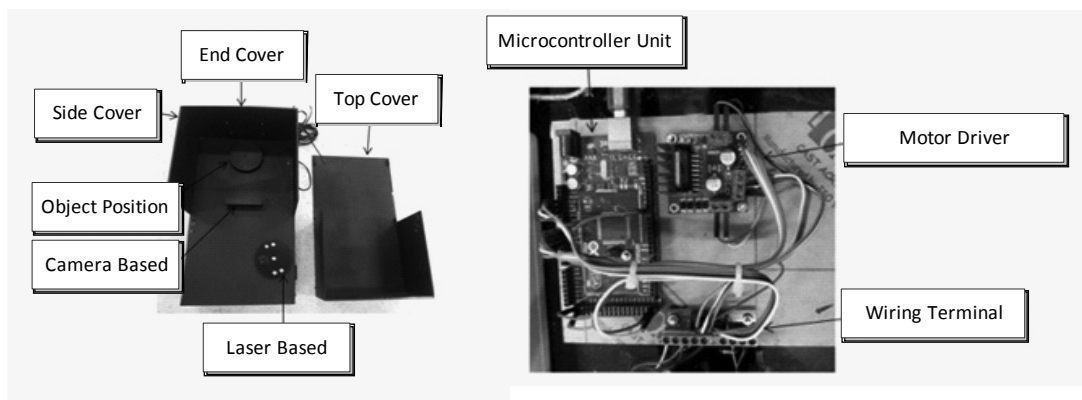 End Cover
Side Cover
Top Cover
Object Position
Camera Based
Laser Based
Microcontroller Unit
Motor Driver
Wiring Terminal